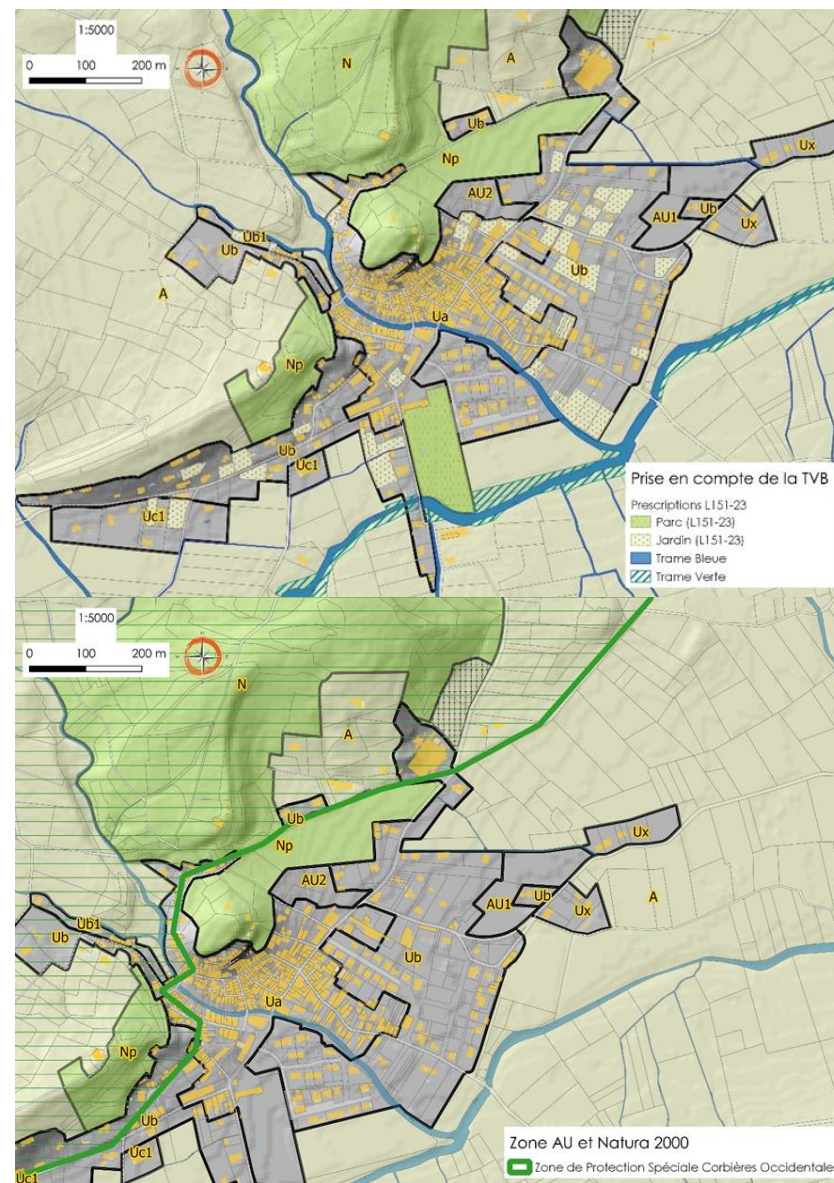 1:5000
0 100 200 m
N
A
Ub
Np
Ux
AU2
AU1
Ub
Ux
Ub1
Ub
Ub
A
Ua
Np
Ub
Uc1
Uc1
Prise en compte de la TVB
Prescriptions L151-23
Parc (L151-23)
Jardin (L151-23)
Trame Bleue
Trame Verte
1:5000
0 100 200 m
N
A
Ub
Np
Ux
AU2
AU1
Ub
Ux
A
Ub1
Ub
Ub
Ua
Np
Ub
Uc1
Uc1
Zone AU et Natura 2000
Zone de Protection Spéciale Corbières Occidentales